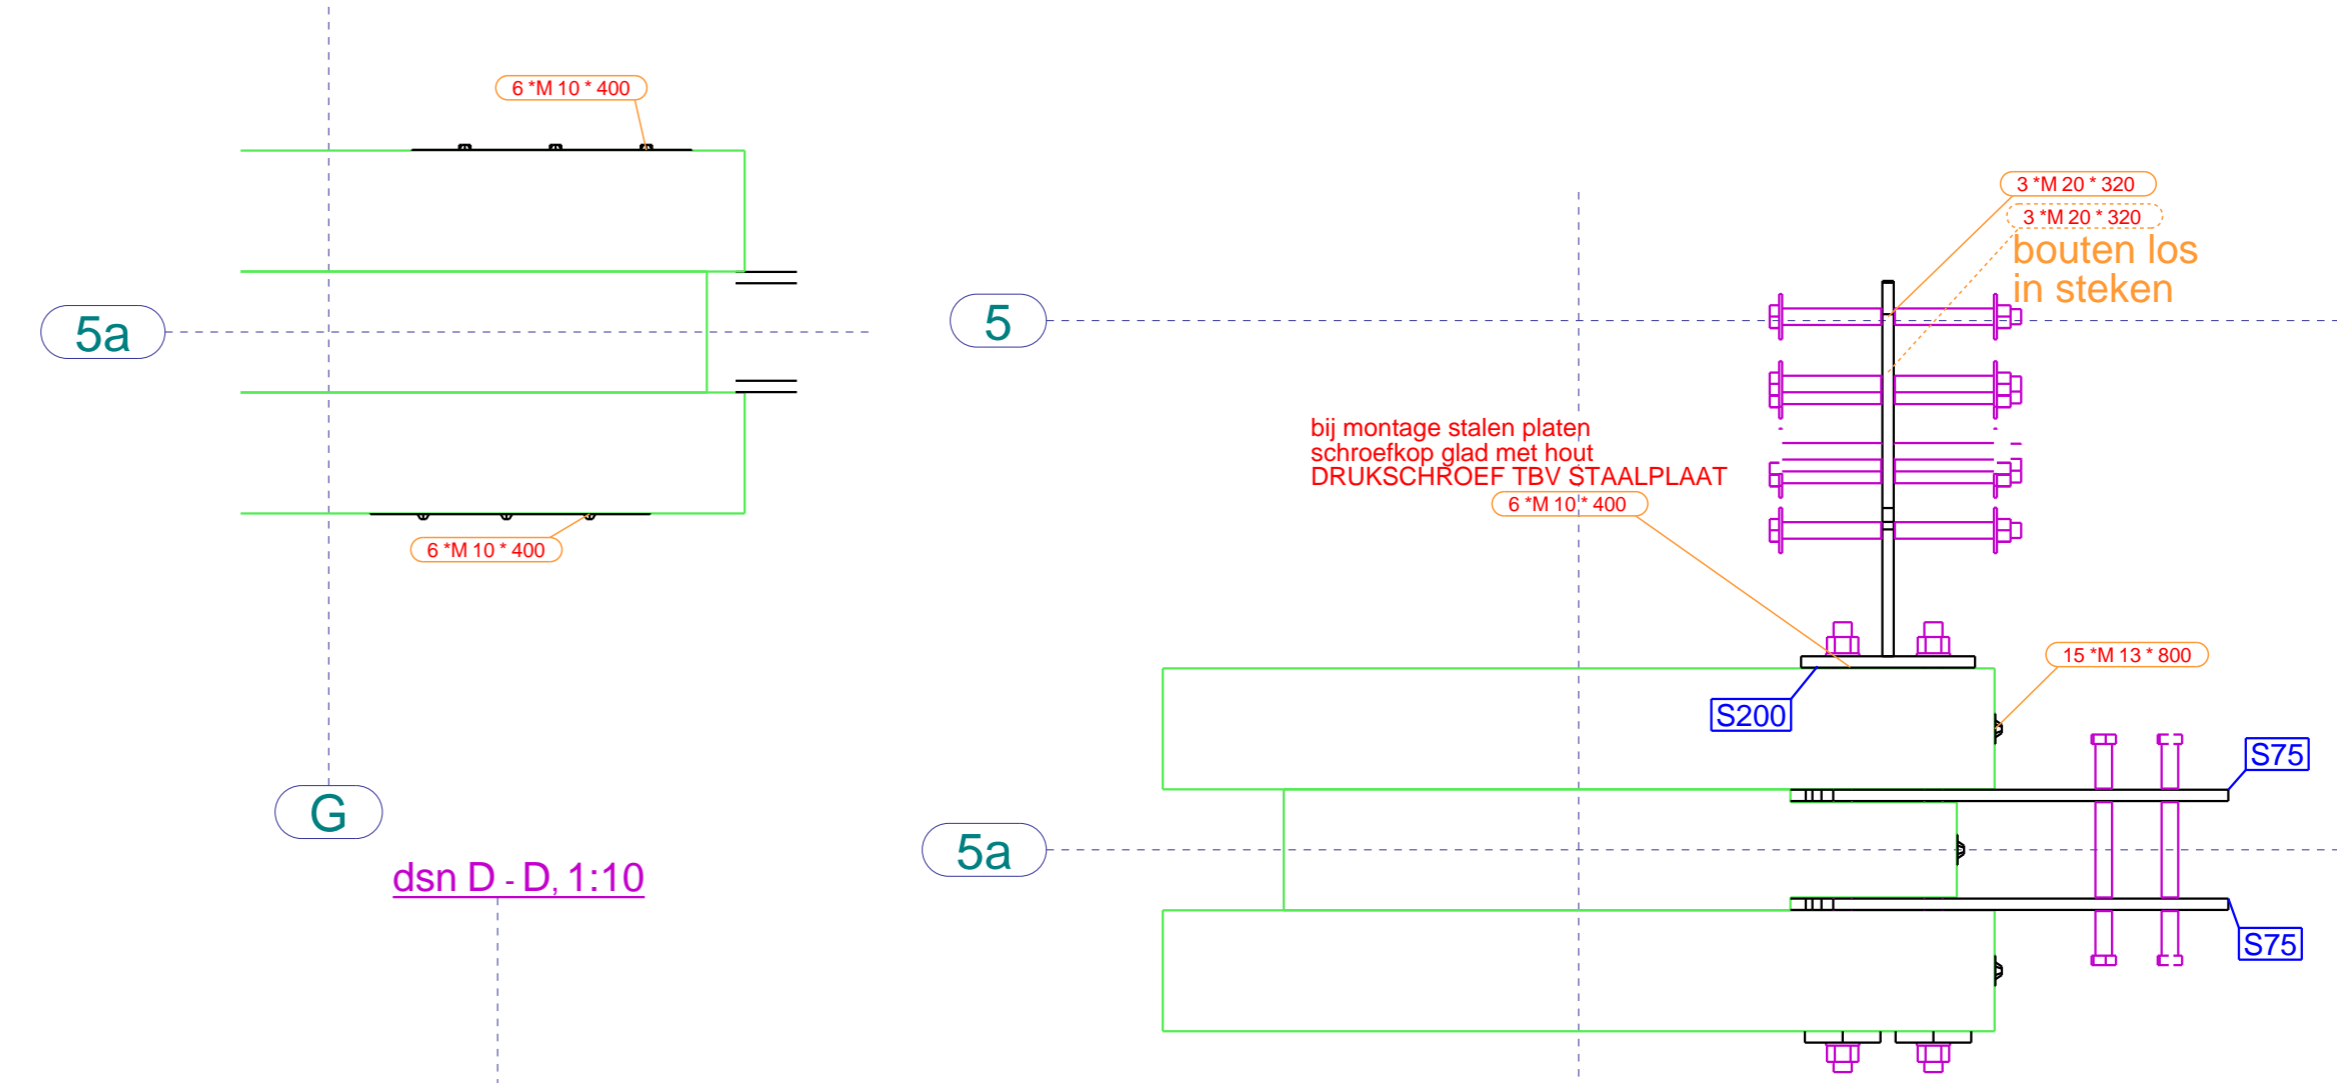 6 *M 10 * 400
5a
6 *M 10 * 400
G
dsn D - D, 1:10
3 *M 20 * 320
3 *M 20 * 320
bouten los
in steken
5
bij montage stalen platen
schroefkop glad met hout
DRUKSCHROEF TBV STAALPLAAT
6 *M 10 * 400
15 *M 13 * 800
S200
S75
5a
S75